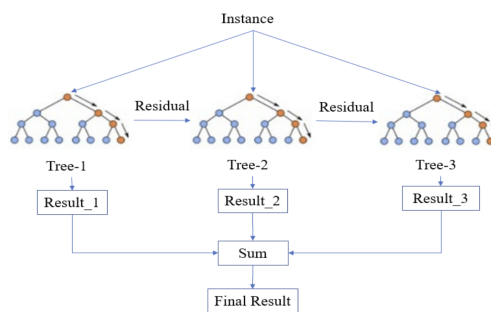 Instance
Residual
Residual
Tree-1
Tree-2
Tree-3
Result_1
Result_2
Result_3
Sum
Final Result